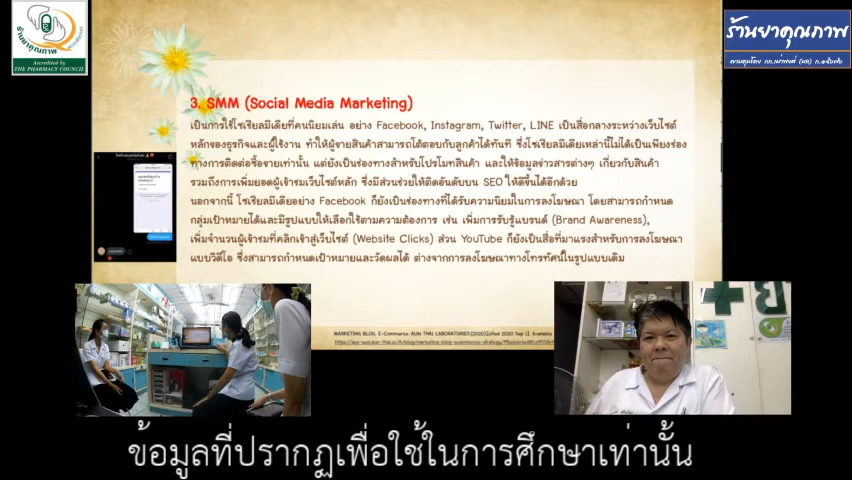 ร้านยาคุณภาพ
Accredited by
THE PHARMACY COUNCIL
ร้านยาคุณภาพ
3. SMM (Social Media Marketing)
เป็นการใช้โซเชียลมีเดียที่คนนิยมเล่น อย่าง Facebook, Instagram, Twitter, LINE เป็นสื่อกลางระหว่างเว็บไซต์
หลักของธุรกิจและผู้ใช้งาน ทำให้ผู้ขายสินค้าสามารถโต้ตอบกับลูกค้าได้ทันที ซึ่งโซเชียลมีเดียเหล่านี้ไม่ได้เป็นเพียงช่อง
ทางการติดต่อซื้อขายเท่านั้น แต่ยังเป็นช่องทางสำหรับโปรโมทสินค้า และให้ข้อมูลข่าวสารต่างๆ เกี่ยวกับสินค้า
รวมถึงการเพิ่มยอดผู้เข้าชมเว็บไซต์หลัก ซึ่งมีส่วนช่วยให้ติดอันดับบน SEO ให้ดีขึ้นได้อีกด้วย
นอกจากนี้ โซเชียลมีเดียอย่าง Facebook ก็ยังเป็นช่องทางที่ได้รับความนิยมในการลงโฆษณา โดยสามารถกำหนด
กลุ่มเป้าหมายได้และมีรูปแบบให้เลือกใช้ตามความต้องการ เช่น เพิ่มการรับรู้แบรนด์ (Brand Awareness),
เพิ่มจำนวนผู้เข้าชมที่คลิกเข้าสู่เว็บไซต์ (Website Clicks) ส่วน YouTube ก็ยังเป็นสื่อที่มาแรงสำหรับการลงโฆษณา
แบบวิดีโอ ซึ่งสามารถกำหนดเป้าหมายและวัดผลได้ ต่างจากการลงโฆษณาทางโทรทัศน์ในรูปแบบเดิม
MARKETING BLOG E-Commerce AUN THAI LABORATORIES
ข้อมูลที่ปรากฏเพื่อใช้ในการศึกษาเท่านั้น